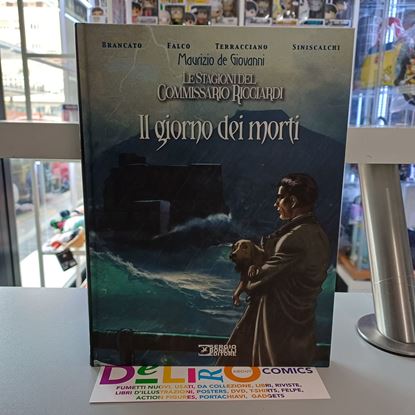 BRANCATO FALCO TERRACCIANO SINISCALCHI
Maurizio de Giovanni
LE STAGIONI DEL
COMMISSARIO RICCIARDI
IL giorno dei morti
SERGIO
BONELLI
EDITORE
DeLiRiO COMICS
FUMETTI NUOVI, USATI, DA COLLEZIONE, LIBRI, RIVISTE,
LIBRI D'ILLUSTRAZIONI, POSTERS, DVD, T-SHIRTS, FELPE,
ACTION FIGURES, PORTACHIAVI, GADGETS